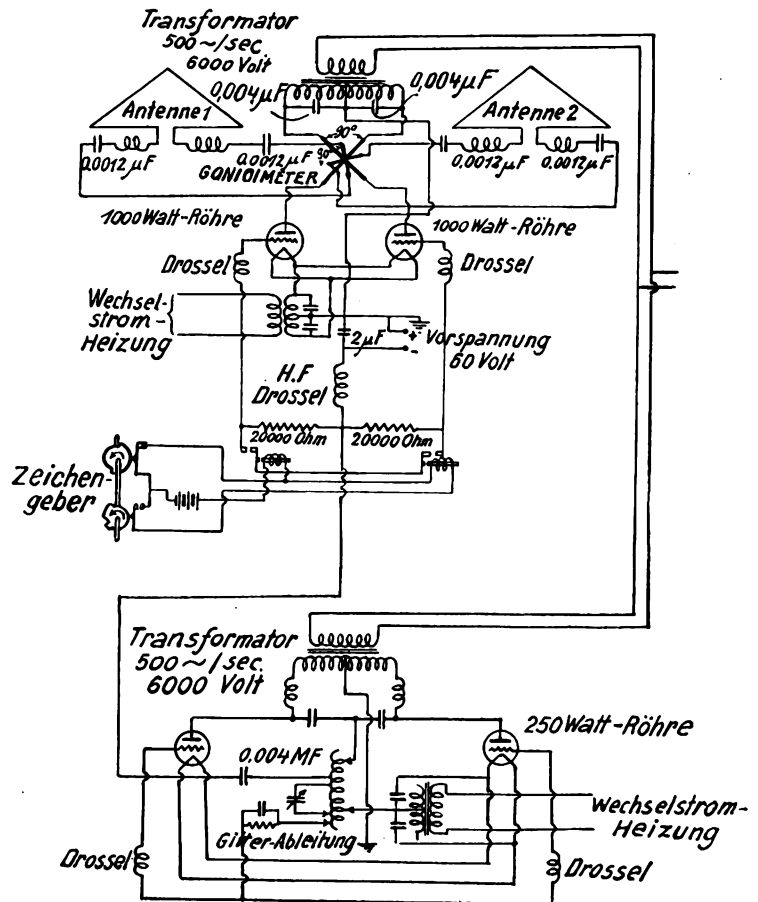 Transformator
500~/sec.
6000 Volt
0,004µF
0,004µF
Antenne 1
Antenne 2
0,0012µF
0,0012µF
0,0012µF
0,0012µF
90°
90°
GONIOIMETER
1000 Watt-Röhre
1000 Watt-Röhre
Drossel
Drossel
Wechsel-
strom-
Heizung
2µF
+
-
Vorspannung
60 Volt
H.F
Drossel
20000 Ohm
20000 Ohm
Zeichen-
geber
Transformator
500~/sec.
6000 Volt
250 Watt-Röhre
0.004 MF
Gitter-Ableitung
Wechselstrom-
Heizung
Drossel
Drossel